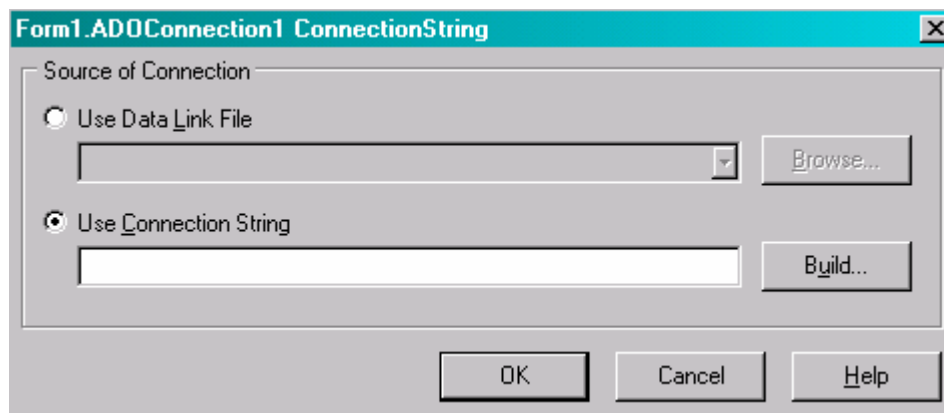 Form1.ADOConnection1 ConnectionString
Source of Connection
Use Data Link File
Browse...
Use Connection String
Build...
OK Cancel Help